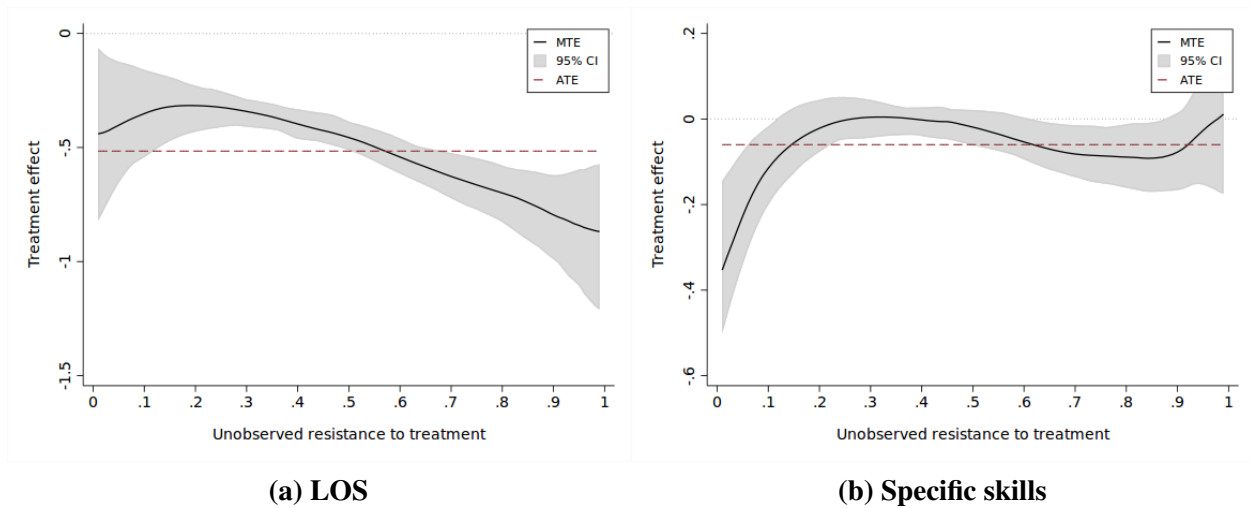 0
-.5
-1
-1.5
Treatment effect
MTE
95% CI
ATE
0 .1 .2 .3 .4 .5 .6 .7 .8 .9 1
Unobserved resistance to treatment
(a) LOS
.2
0
-.2
-.4
-.6
Treatment effect
MTE
95% CI
ATE
0 .1 .2 .3 .4 .5 .6 .7 .8 .9 1
Unobserved resistance to treatment
(b) Specific skills